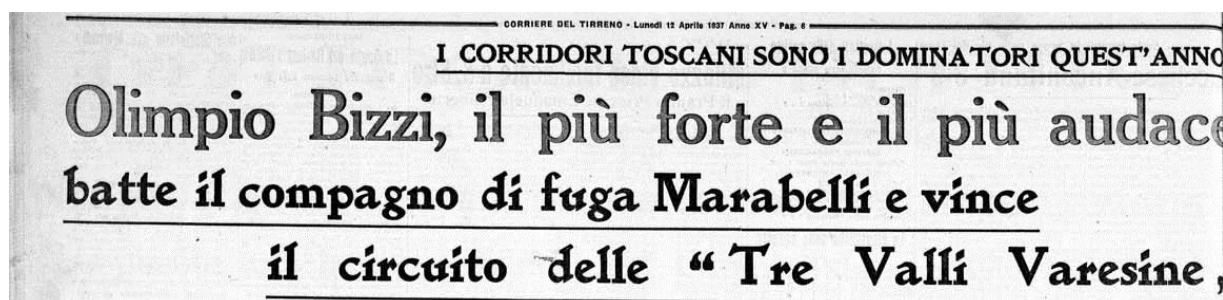 CORRIERE DEL TIRRENO - Lunedì 12 Aprile 1937 Anno XV - Pag. 6
I CORRIDORI TOSCANI SONO I DOMINATORI QUEST'ANNO
Olimpio Bizzi, il più forte e il più audace
batte il compagno di fuga Marabelli e vince
il circuito delle “ Tre Valli Varesine „